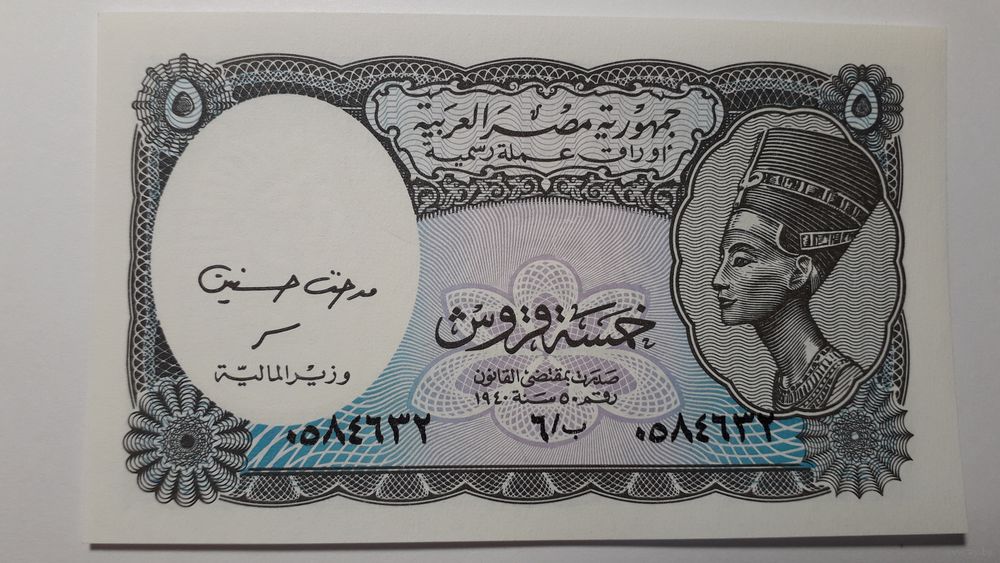 ٥
٥
جمهورية مصر العربية
أوراق عملة رسمية
خمسة قروش
صدرت بمقتضى القانون
رقم ٥٠ سنة ١٩٤٠
مدحت حسنين
وزير المالية
٠٥٨٤٦٣٢
ب/٦
٠٥٨٤٦٣٢